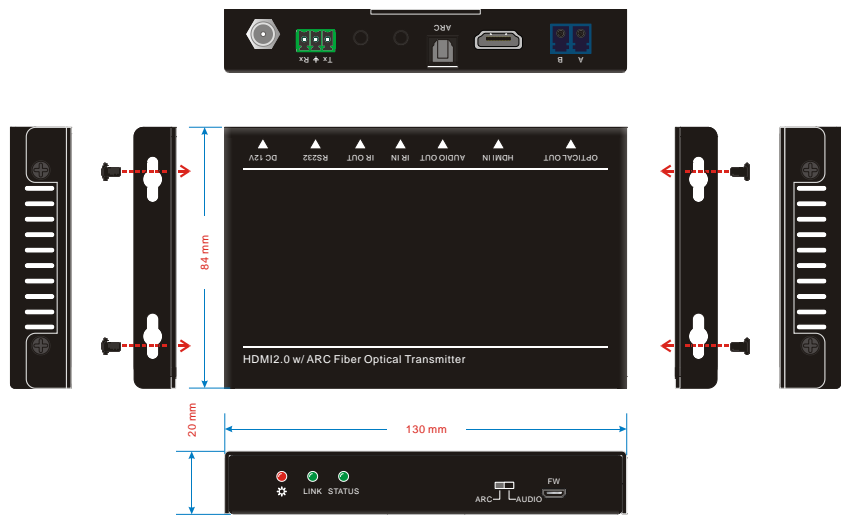 ARC
Tx Rx
B A
DC 12V RS232 IR OUT IR IN AUDIO OUT HDMI IN OPTICAL OUT
84 mm
HDMI2.0 w/ ARC Fiber Optical Transmitter
20 mm
130 mm
LINK STATUS
ARC AUDIO
FW